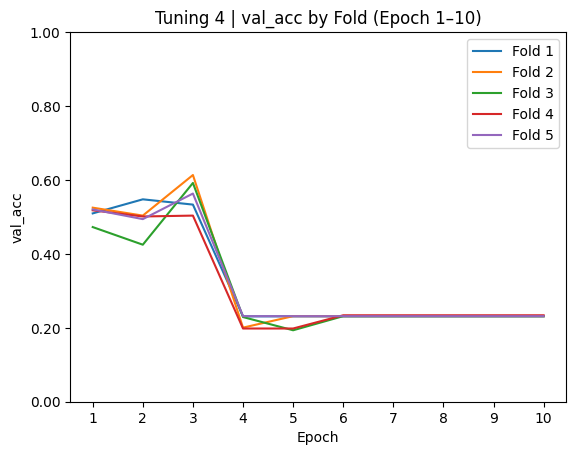 Tuning 4 | val_acc by Fold (Epoch 1–10)
1.00
0.80
0.60
0.40
0.20
0.00
val_acc
Fold 1
Fold 2
Fold 3
Fold 4
Fold 5
1 2 3 4 5 6 7 8 9 10
Epoch